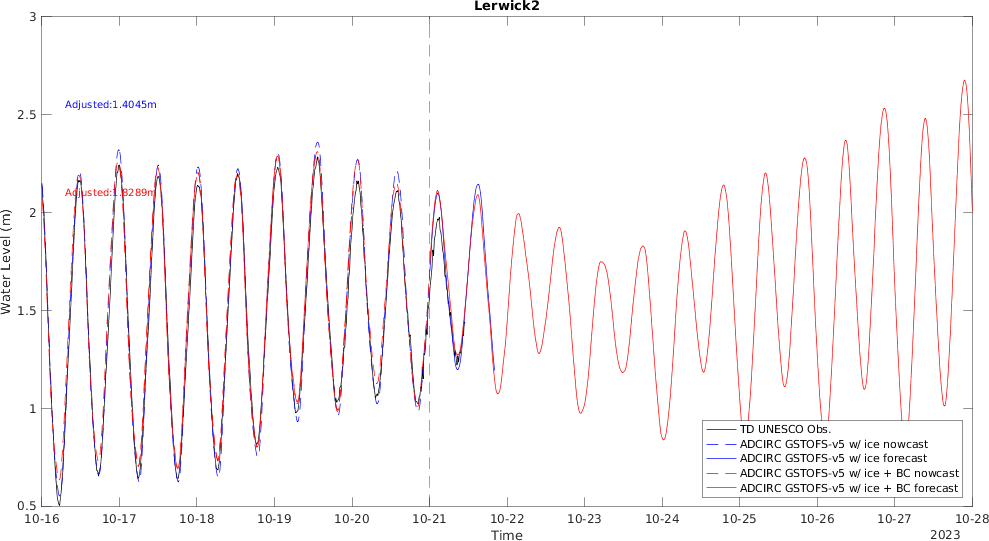 Lerwick2
3
2.5
2
1.5
1
0.5
Water Level (m)
Adjusted:1.4045m
Adjusted:1.8289m
TD UNESCO Obs.
ADCIRC GSTOFS-v5 w/ ice nowcast
ADCIRC GSTOFS-v5 w/ ice forecast
ADCIRC GSTOFS-v5 w/ ice + BC nowcast
ADCIRC GSTOFS-v5 w/ ice + BC forecast
10-16 10-17 10-18 10-19 10-20 10-21 10-22 10-23 10-24 10-25 10-26 10-27 10-28
Time
2023